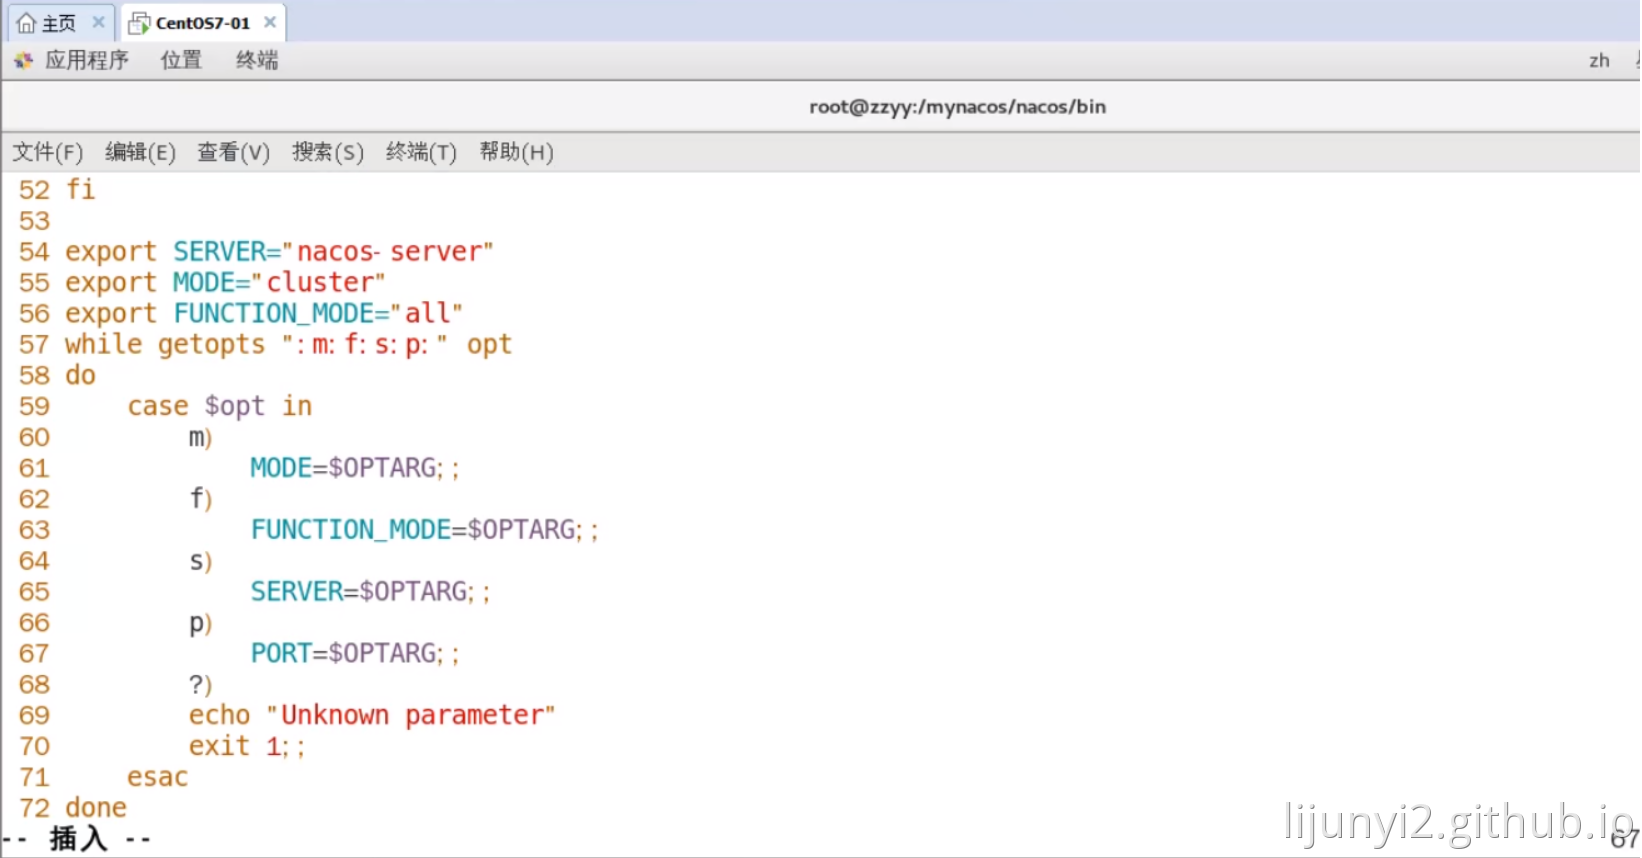 主页 × CentOS7-01 ×
应用程序 位置 终端 zh
root@zzyy:/mynacos/nacos/bin
文件(F) 编辑(E) 查看(V) 搜索(S) 终端(T) 帮助(H)
52 fi
53
54 export SERVER="nacos-server"
55 export MODE="cluster"
56 export FUNCTION_MODE="all"
57 while getopts ":m:f:s:p:" opt
58 do
59     case $opt in
60         m)
61             MODE=$OPTARG;;
62         f)
63             FUNCTION_MODE=$OPTARG;;
64         s)
65             SERVER=$OPTARG;;
66         p)
67             PORT=$OPTARG;;
68         ?)
69         echo "Unknown parameter"
70         exit 1;;
71     esac
72 done
-- 插入 --
lijunyi2.github.io
67